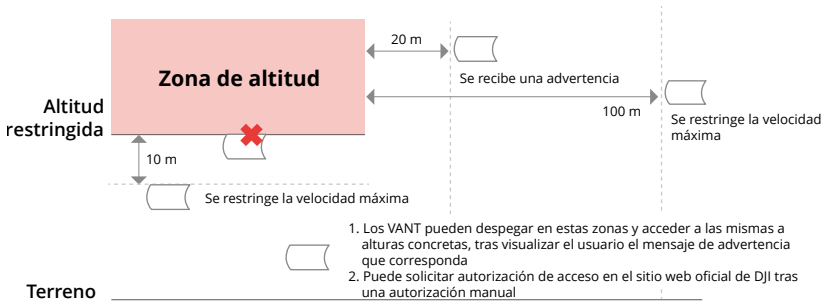 20 m
Zona de altitud
Se recibe una advertencia
Altitud
restringida
100 m
Se restringe la velocidad
máxima
10 m
Se restringe la velocidad máxima
1. Los VANT pueden despegar en estas zonas y acceder a las mismas a
alturas concretas, tras visualizar el usuario el mensaje de advertencia
que corresponda
2. Puede solicitar autorización de acceso en el sitio web oficial de DJI tras
una autorización manual
Terreno